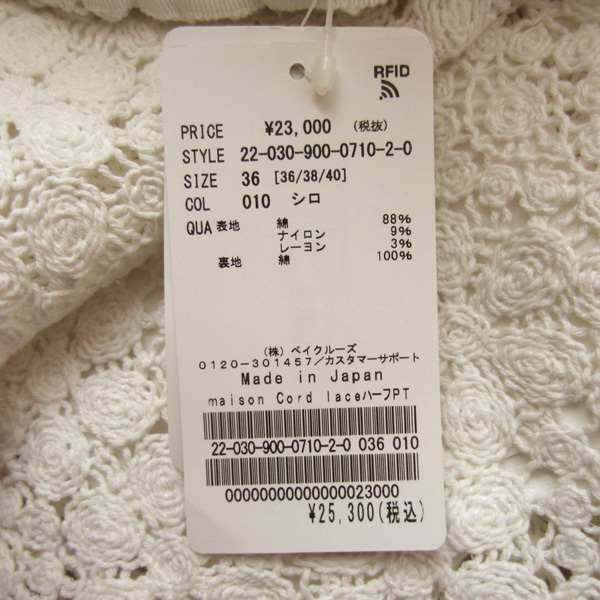 RFID
PRICE ¥23,000 (税抜)
STYLE 22-030-900-0710-2-0
SIZE 36 [36/38/40]
COL 010 シロ
QUA 表地 綿 88%
ナイロン 9%
レーヨン 3%
裏地 綿 100%
(株) ベイクルーズ
0120-301457/カスタマーサポート
Made in Japan
maison Cord laceハーフPT
22-030-900-0710-2-0 036 010
00000000000000023000
¥25,300(税込)